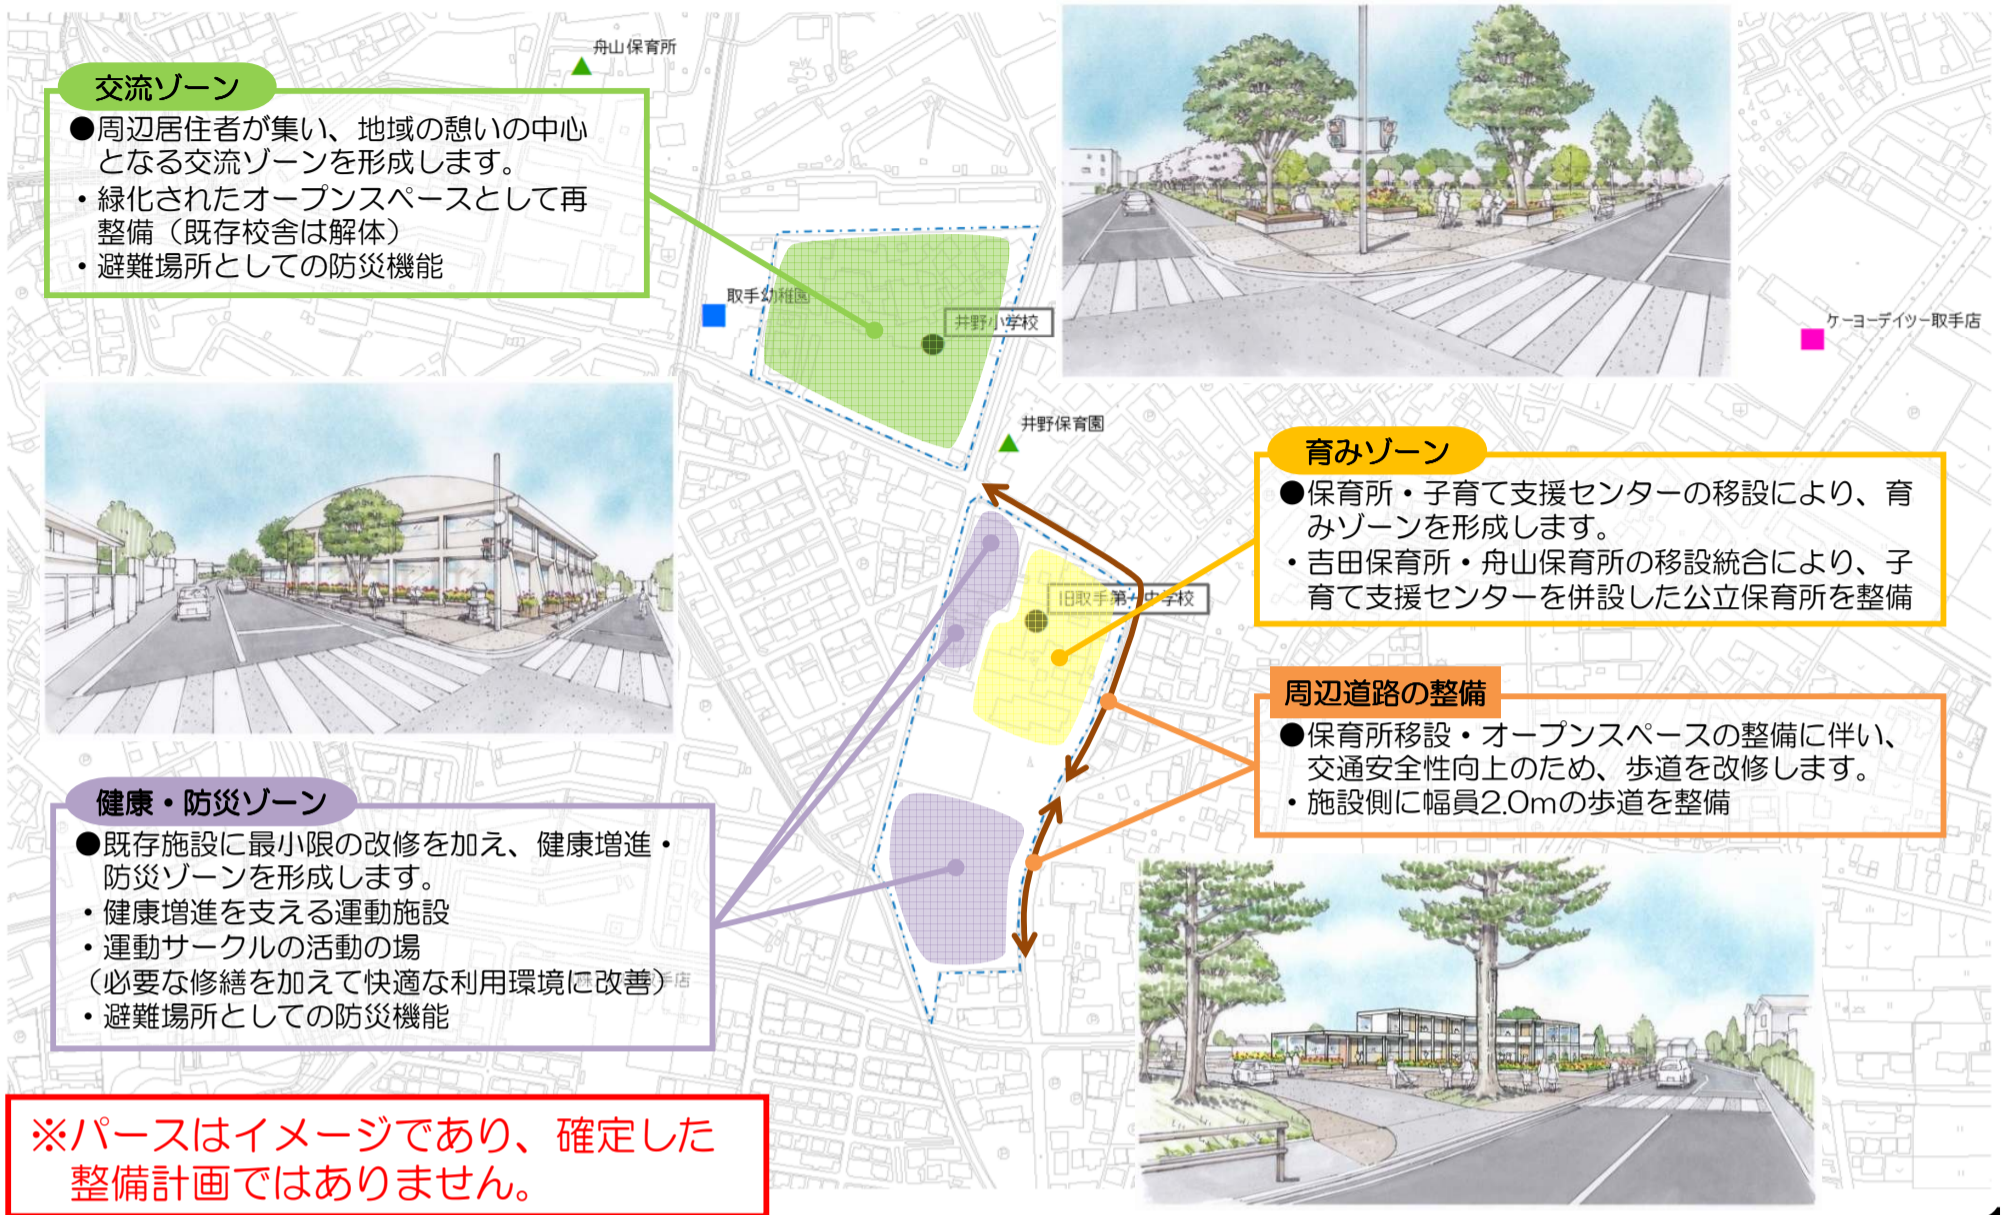 舟山保育所
交流ゾーン
●周辺居住者が集い、地域の憩いの中心
となる交流ゾーンを形成します。
・緑化されたオープンスペースとして再
整備（既存校舎は解体）
・避難場所としての防災機能
取手幼稚園
井野小学校
ケーヨーデイツー取手店
井野保育園
育みゾーン
●保育所・子育て支援センターの移設により、育
みゾーンを形成します。
・吉田保育所・舟山保育所の移設統合により、子
育て支援センターを併設した公立保育所を整備
旧取手第一中学校
周辺道路の整備
●保育所移設・オープンスペースの整備に伴い、
交通安全性向上のため、歩道を改修します。
・施設側に幅員2.0mの歩道を整備
健康・防災ゾーン
●既存施設に最小限の改修を加え、健康増進・
防災ゾーンを形成します。
・健康増進を支える運動施設
・運動サークルの活動の場
（必要な修繕を加えて快適な利用環境に改善）
・避難場所としての防災機能
※パースはイメージであり、確定した
整備計画ではありません。